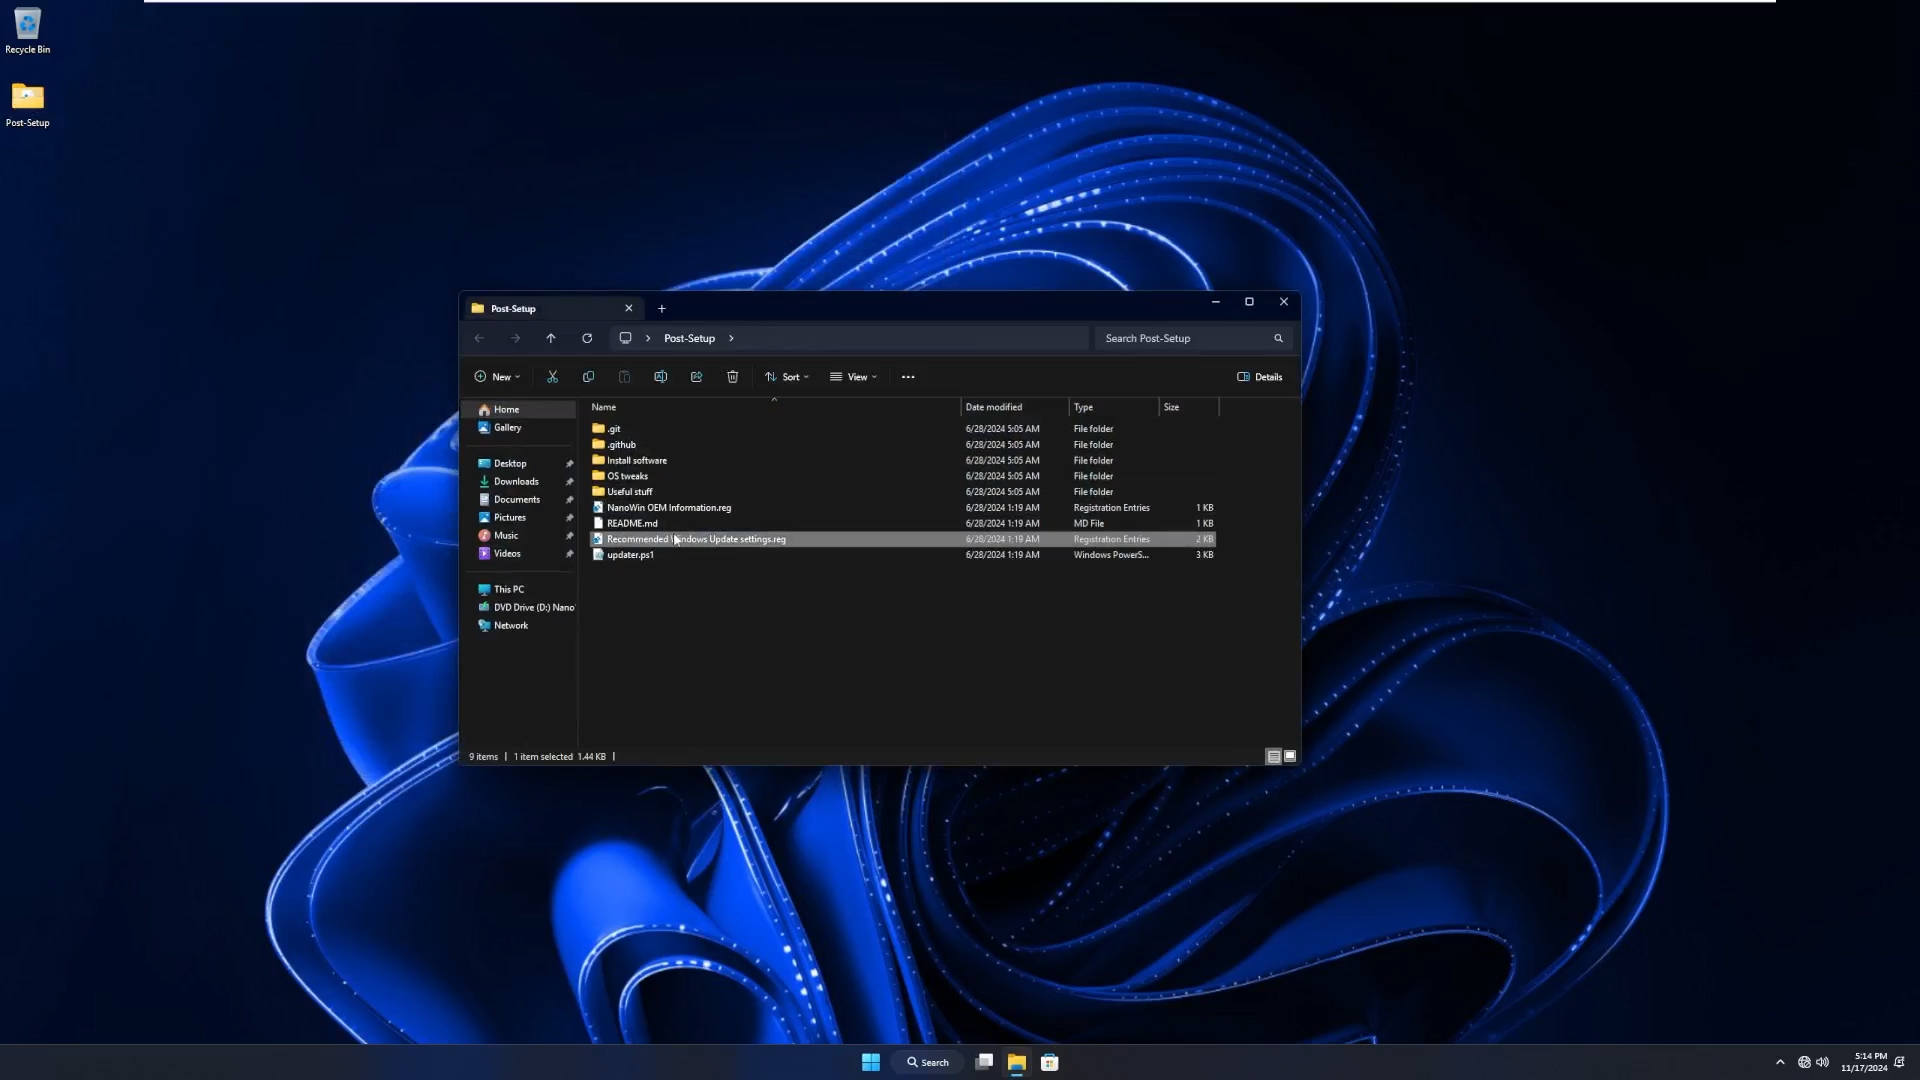 Recycle Bin
Post-Setup
Post-Setup
Post-Setup
Search Post-Setup
New
Sort
View
Details
Home
Gallery
Desktop
Downloads
Documents
Pictures
Music
Videos
This PC
DVD Drive (D:) Nano
Network
Name Date modified Type Size
.git 6/28/2024 5:05 AM File folder
.github 6/28/2024 5:05 AM File folder
Install software 6/28/2024 5:05 AM File folder
OS tweaks 6/28/2024 5:05 AM File folder
Useful stuff 6/28/2024 5:05 AM File folder
NanoWin OEM Information.reg 6/28/2024 1:19 AM Registration Entries 1 KB
README.md 6/28/2024 1:19 AM MD File 1 KB
Recommended Windows Update settings.reg 6/28/2024 1:19 AM Registration Entries 2 KB
updater.ps1 6/28/2024 1:19 AM Windows PowerS... 3 KB
9 items | 1 item selected 1.44 KB |
Search
5:14 PM
11/17/2024